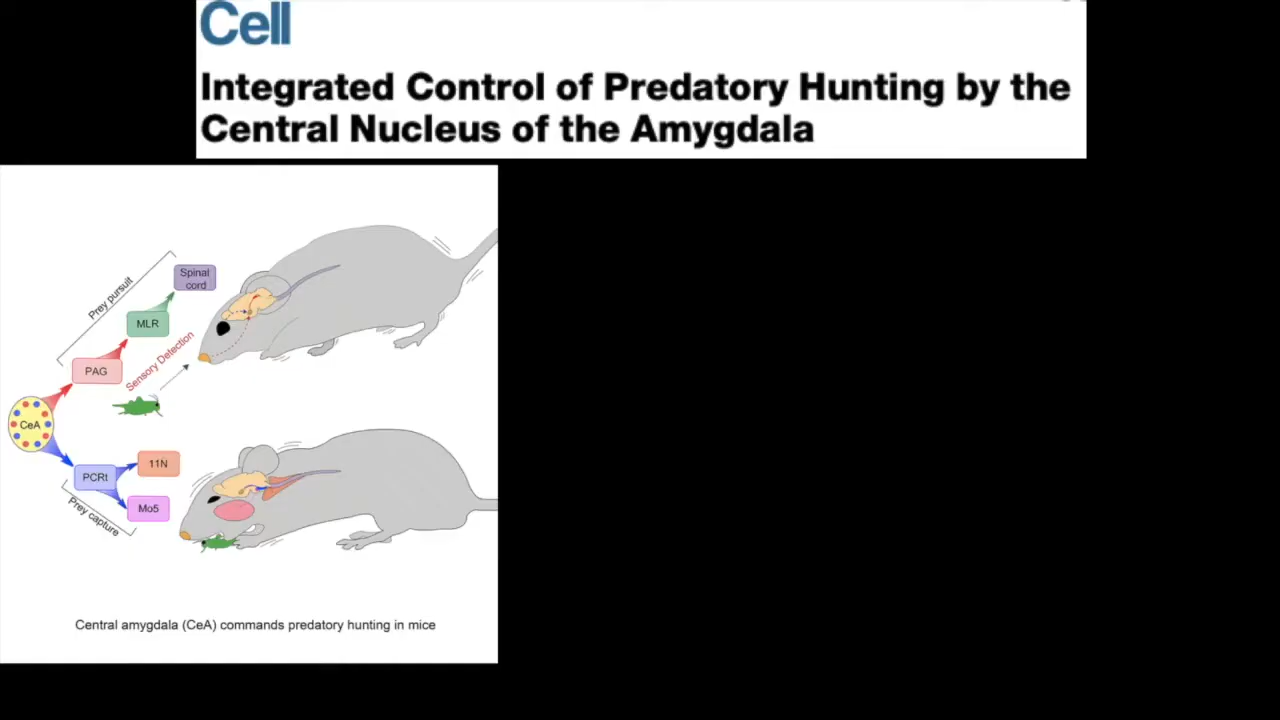 Cell
Integrated Control of Predatory Hunting by the
Central Nucleus of the Amygdala
Prey pursuit
Spinal
cord
MLR
Sensory Detection
PAG
CeA
PCRt
11N
Mo5
Prey capture
Central amygdala (CeA) commands predatory hunting in mice